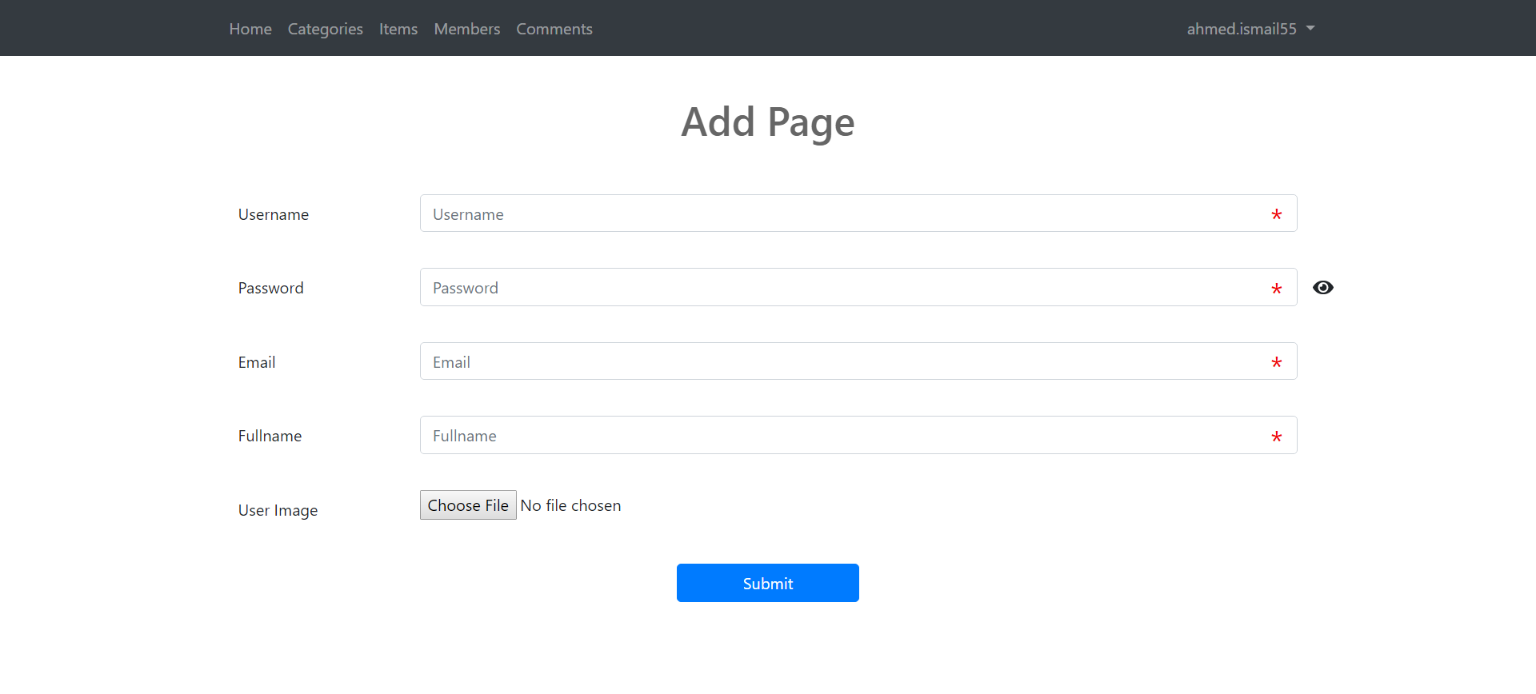 Home Categories Items Members Comments ahmed.ismail55
Add Page
Username Username *
Password Password *
Email Email *
Fullname Fullname *
User Image Choose File No file chosen
Submit